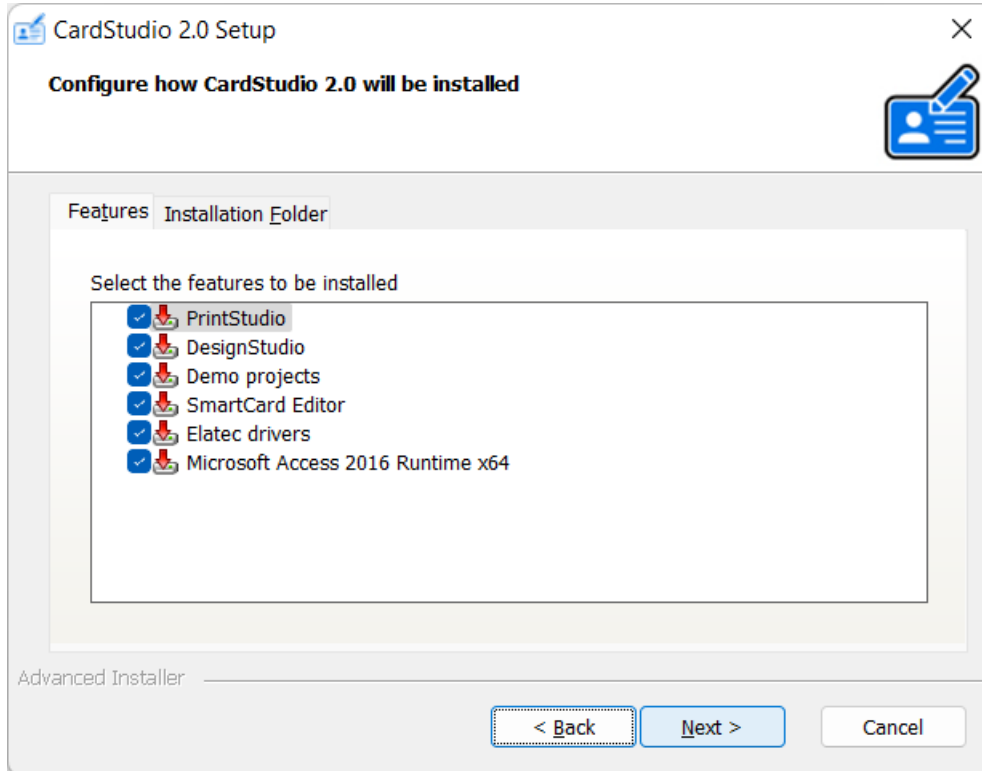 CardStudio 2.0 Setup
Configure how CardStudio 2.0 will be installed
Features Installation Folder
Select the features to be installed
PrintStudio
DesignStudio
Demo projects
SmartCard Editor
Elatec drivers
Microsoft Access 2016 Runtime x64
Advanced Installer
< Back Next > Cancel